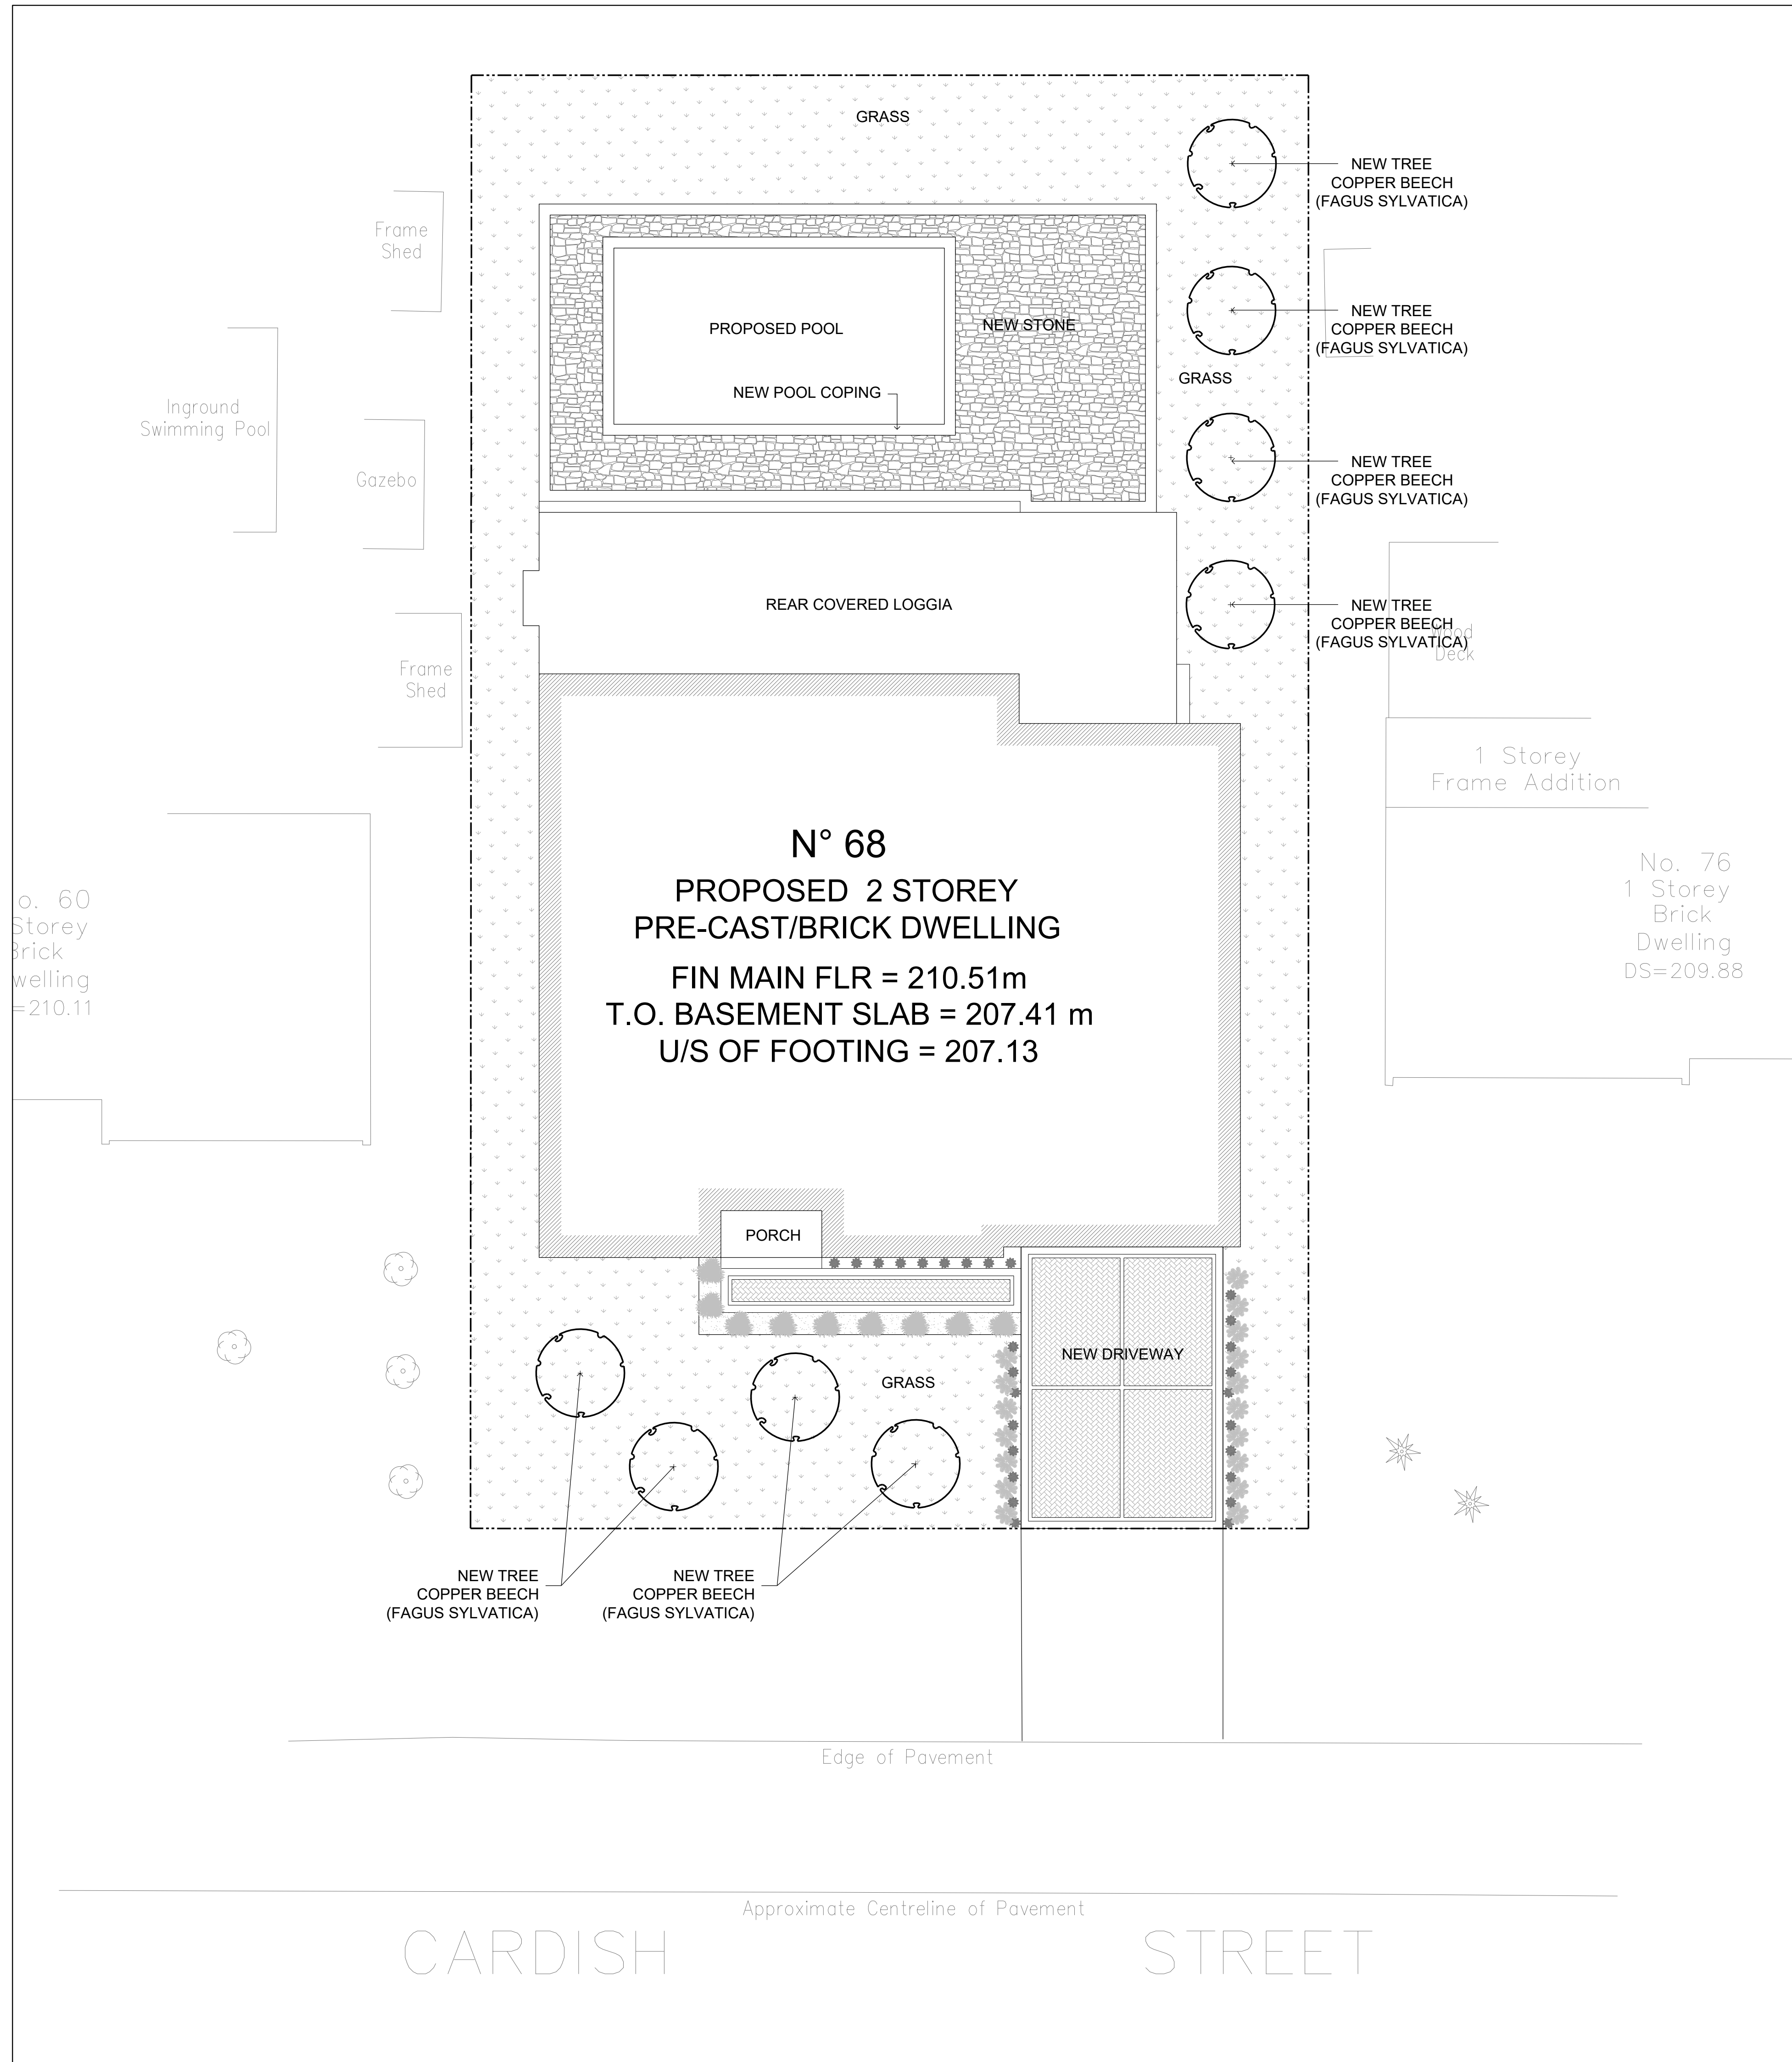 GRASS
NEW TREE
COPPER BEECH
(FAGUS SYLVATICA)
Frame
Shed
NEW TREE
COPPER BEECH
(FAGUS SYLVATICA)
PROPOSED POOL
NEW STONE
GRASS
NEW POOL COPING
Inground
Swimming Pool
Gazebo
NEW TREE
COPPER BEECH
(FAGUS SYLVATICA)
REAR COVERED LOGGIA
NEW TREE
COPPER BEECH
(FAGUS SYLVATICA)
Wood
Deck
Frame
Shed
1 Storey
Frame Addition
N° 68
PROPOSED 2 STOREY
PRE-CAST/BRICK DWELLING
FIN MAIN FLR = 210.51m
T.O. BASEMENT SLAB = 207.41 m
U/S OF FOOTING = 207.13
o. 60
Storey
Brick
welling
=210.11
No. 76
1 Storey
Brick
Dwelling
DS=209.88
PORCH
NEW DRIVEWAY
GRASS
NEW TREE
COPPER BEECH
(FAGUS SYLVATICA)
NEW TREE
COPPER BEECH
(FAGUS SYLVATICA)
Edge of Pavement
Approximate Centreline of Pavement
CARDISH STREET